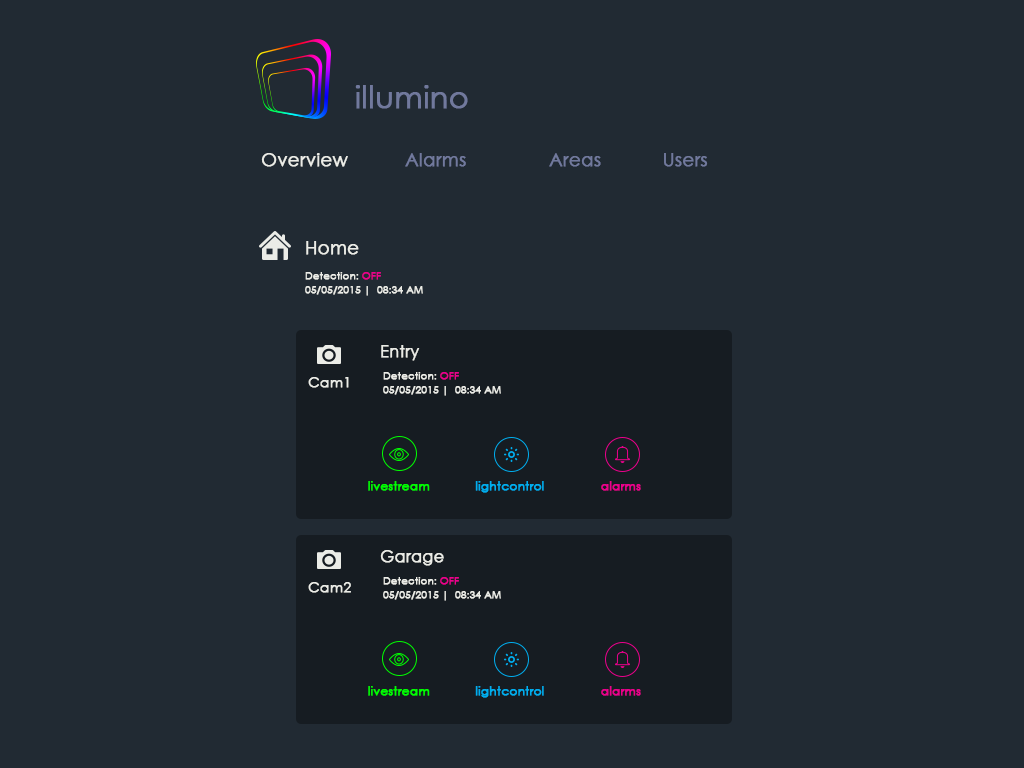 illumino
Overview Alarms Areas Users
Home
Detection: OFF
05/05/2015 | 08:34 AM
Entry
Cam1
Detection: OFF
05/05/2015 | 08:34 AM
livestream lightcontrol alarms
Garage
Cam2
Detection: OFF
05/05/2015 | 08:34 AM
livestream lightcontrol alarms